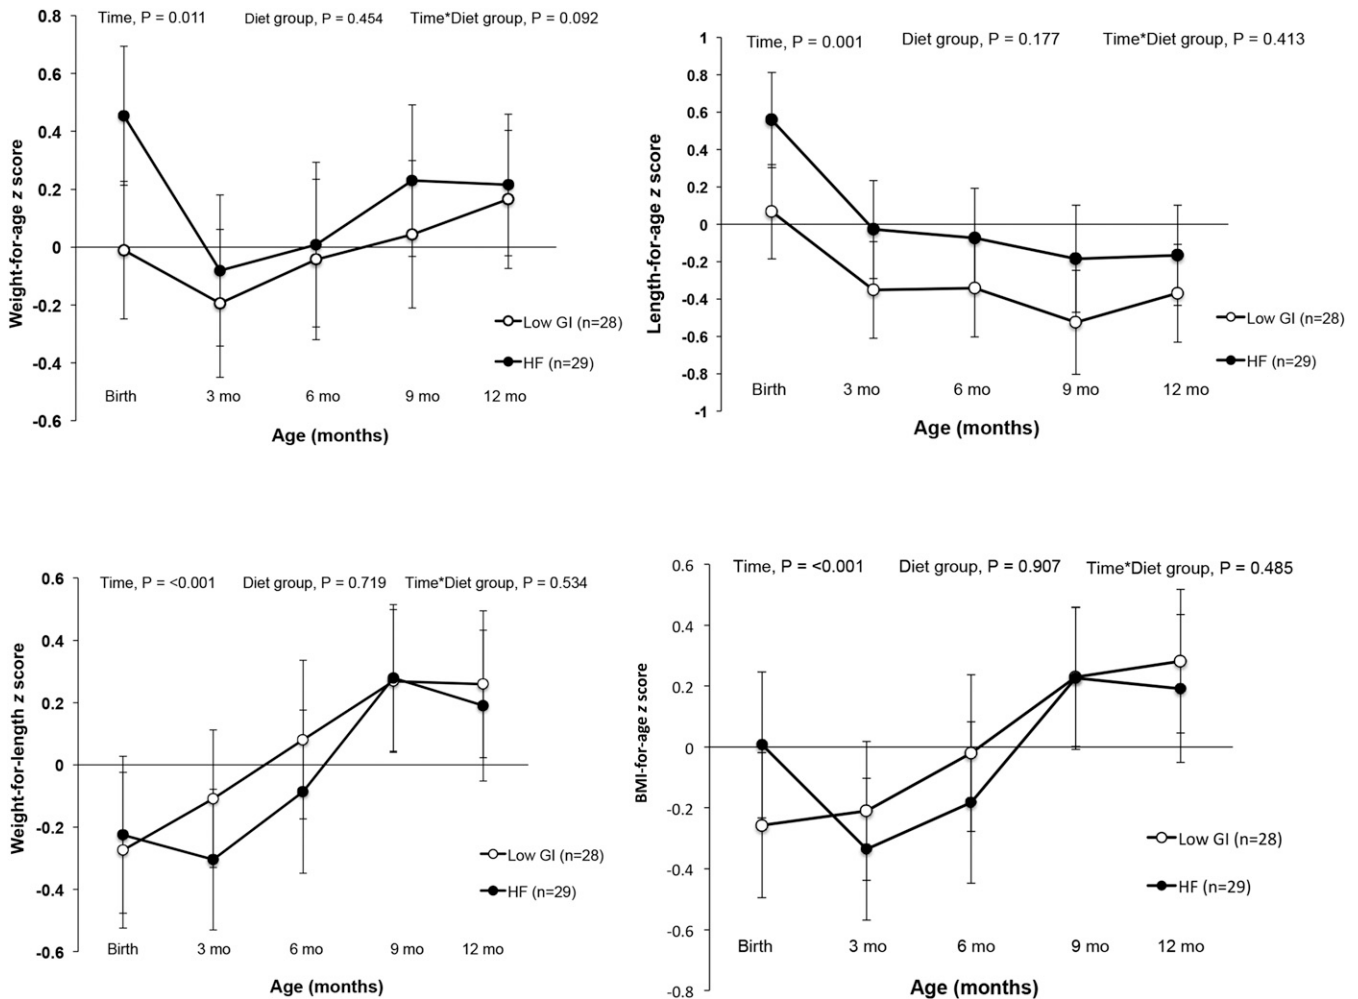 Time, P = 0.011 Diet group, P = 0.454 Time*Diet group, P = 0.092
Weight-for-age z score
0.8
0.6
0.4
0.2
0
-0.2
-0.4
-0.6
Low GI (n=28)
HF (n=29)
Birth 3 mo 6 mo 9 mo 12 mo
Age (months)
Time, P = 0.001 Diet group, P = 0.177 Time*Diet group, P = 0.413
Length-for-age z score
1
0.8
0.6
0.4
0.2
0
-0.2
-0.4
-0.6
-0.8
-1
Low GI (n=28)
HF (n=29)
Birth 3 mo 6 mo 9 mo 12 mo
Age (months)
Time, P = <0.001 Diet group, P = 0.719 Time*Diet group, P = 0.534
Weight-for-length z score
0.6
0.4
0.2
0
-0.2
-0.4
-0.6
Low GI (n=28)
HF (n=29)
Birth 3 mo 6 mo 9 mo 12 mo
Age (months)
Time, P = <0.001 Diet group, P = 0.907 Time*Diet group, P = 0.485
BMI-for-age z score
0.6
0.4
0.2
0
-0.2
-0.4
-0.6
-0.8
Low GI (n=28)
HF (n=29)
Birth 3 mo 6 mo 9 mo 12 mo
Age (months)